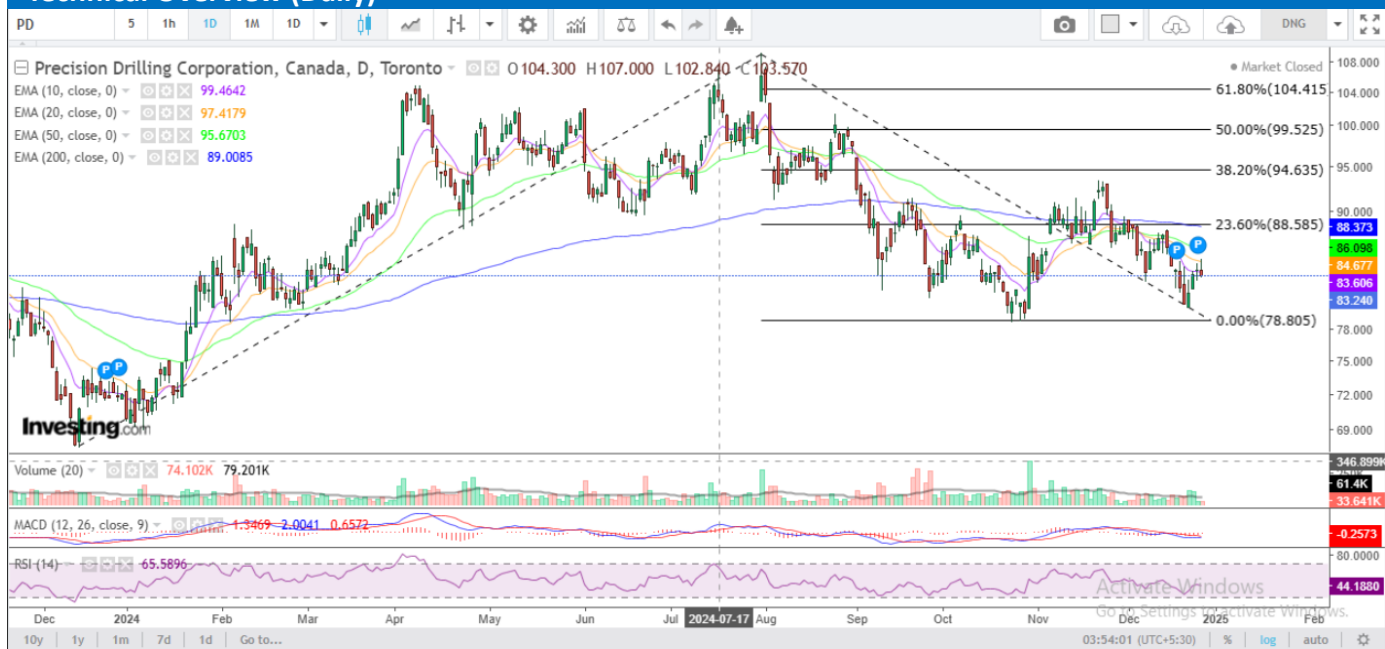 Technical Overview (Daily)
PD 5 1h 1D 1M 1D DNG
Precision Drilling Corporation, Canada, D, Toronto O104.300 H107.000 L102.840 C103.570
Market Closed
EMA (10, close, 0) 99.4642
EMA (20, close, 0) 97.4179
EMA (50, close, 0) 95.6703
EMA (200, close, 0) 89.0085
61.80%(104.415)
50.00%(99.525)
38.20%(94.635)
23.60%(88.585)
0.00%(78.805)
108.000
104.000
100.000
95.000
90.000
88.373
86.098
84.677
83.606
83.240
78.000
75.000
72.000
69.000
P P
P P
Investing.com
Volume (20) 74.102K 79.201K
346.899K
61.4K
33.641K
MACD (12, 26, close, 9) 1.3469 2.0041 0.6572
-0.2573
RSI (14) 65.5896
80.0000
44.1880
Activate Windows
Go to Settings to activate Windows.
Dec 2024 Feb Mar Apr May Jun Jul 2024-07-17 Aug Sep Oct Nov Dec 2025 Feb
10y 1y 1m 7d 1d Go to... 03:54:01 (UTC+5:30) % log auto